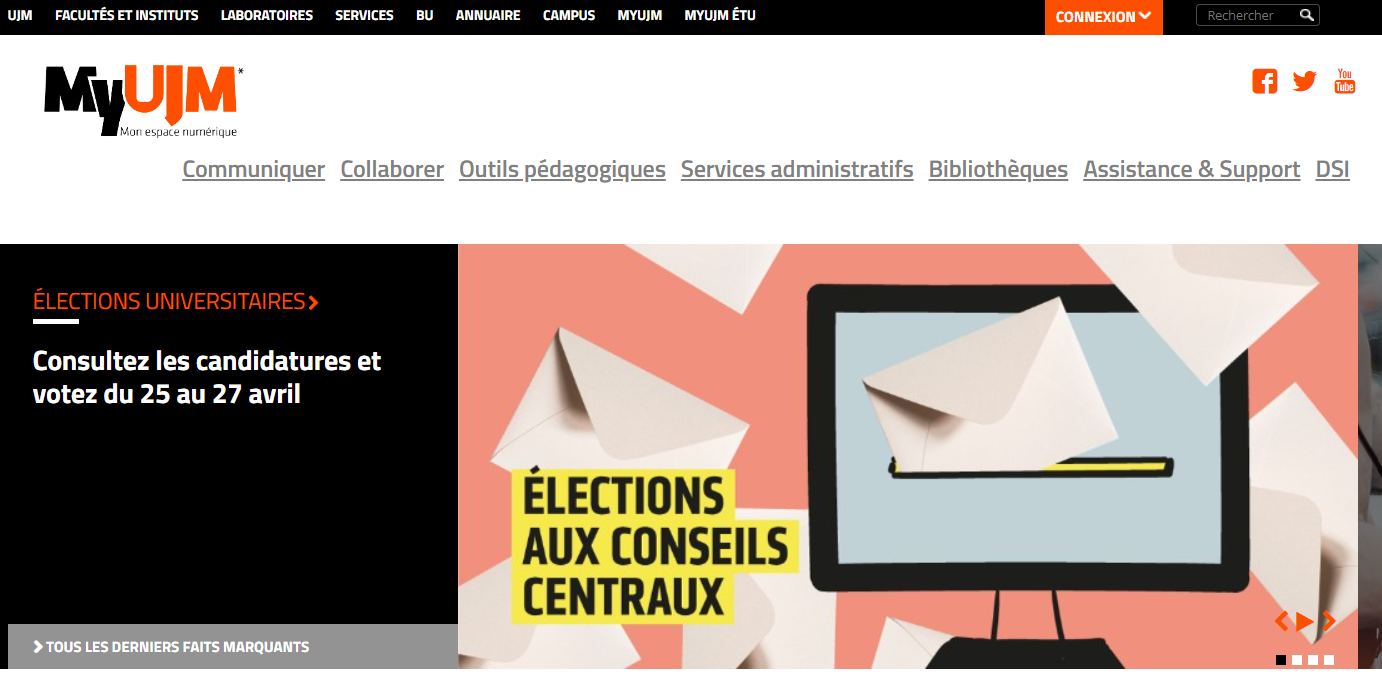 UJM FACULTÉS ET INSTITUTS LABORATOIRES SERVICES BU ANNUAIRE CAMPUS MYUJM MYUJM ÉTU CONNEXION Rechercher
MyUJM*
Mon espace numérique
You
Tube
Communiquer Collaborer Outils pédagogiques Services administratifs Bibliothèques Assistance & Support DSI
ÉLECTIONS UNIVERSITAIRES
Consultez les candidatures et
votez du 25 au 27 avril
ÉLECTIONS
AUX CONSEILS
CENTRAUX
TOUS LES DERNIERS FAITS MARQUANTS